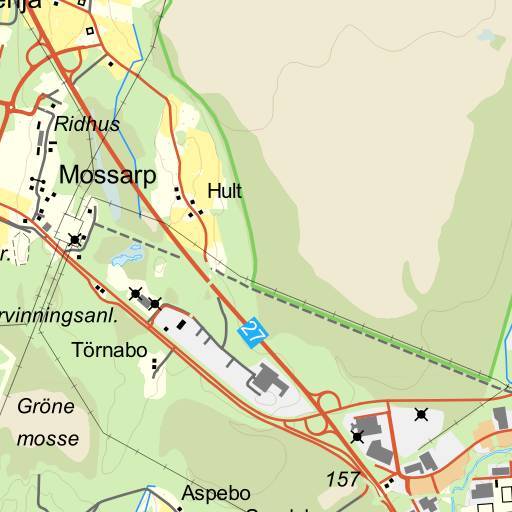 Ridhus
Mossarp
Hult
27
Törnabo
Gröne
mosse
157
Aspebo